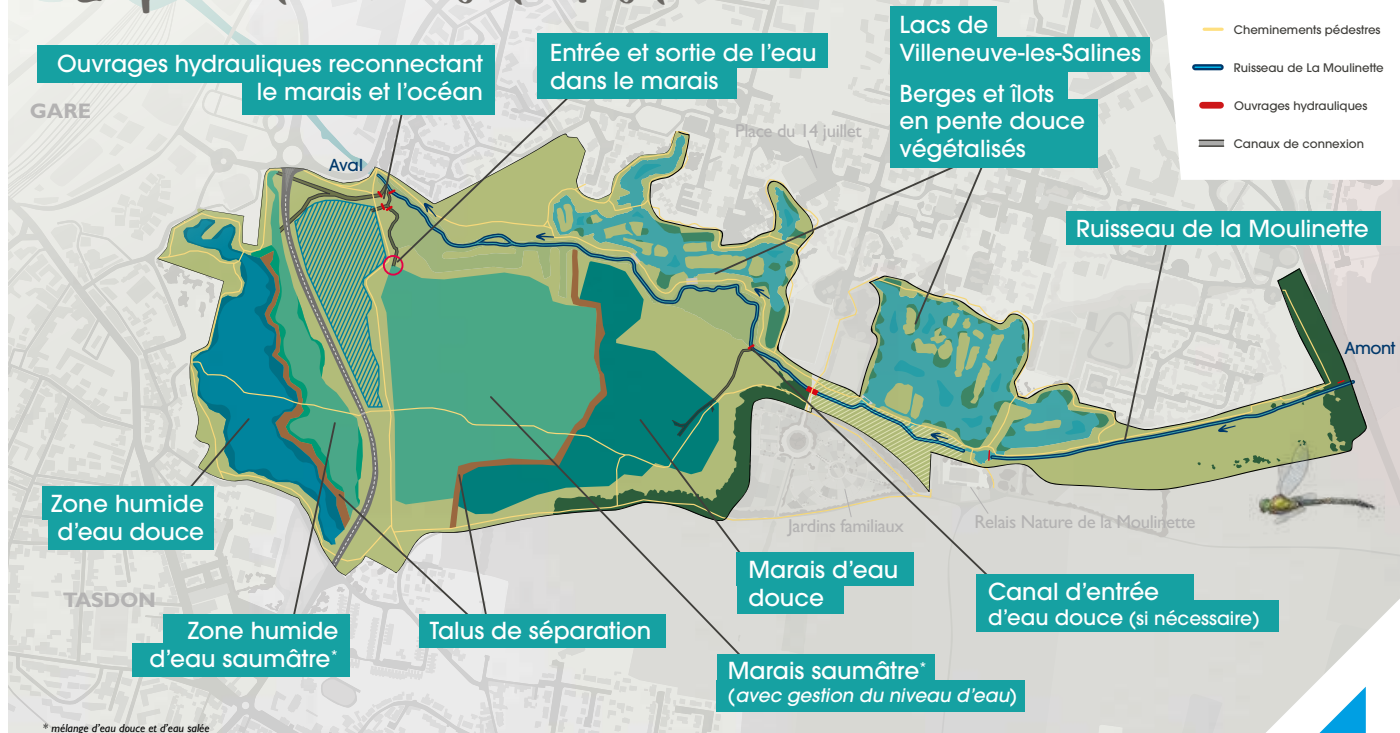 Ouvrages hydrauliques reconnectant
le marais et l'océan
Entrée et sortie de l'eau
dans le marais
Lacs de
Villeneuve-les-Salines
Berges et îlots
en pente douce
végétalisés
Cheminements pédestres
Ruisseau de La Moulinette
Ouvrages hydrauliques
Canaux de connexion
GARE
Place du 14 juillet
Aval
Ruisseau de la Moulinette
Amont
Zone humide
d'eau douce
Jardins familiaux
Relais Nature de la Moulinette
TASDON
Zone humide
d'eau saumâtre*
Talus de séparation
Marais d'eau
douce
Canal d'entrée
d'eau douce (si nécessaire)
Marais saumâtre*
(avec gestion du niveau d'eau)
* mélange d'eau douce et d'eau salée